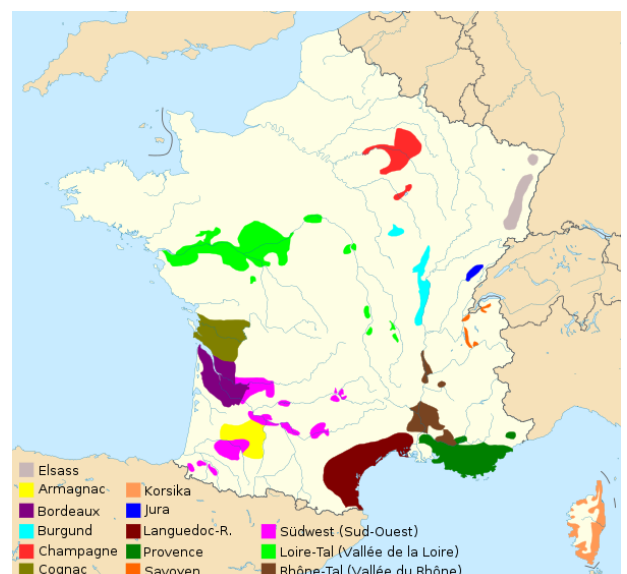 Elsass
Armagnac
Bordeaux
Burgund
Champagne
Cognac
Korsika
Jura
Languedoc-R.
Provence
Savoyen
Südwest (Sud-Ouest)
Loire-Tal (Vallée de la Loire)
Rhône-Tal (Vallée du Rhône)